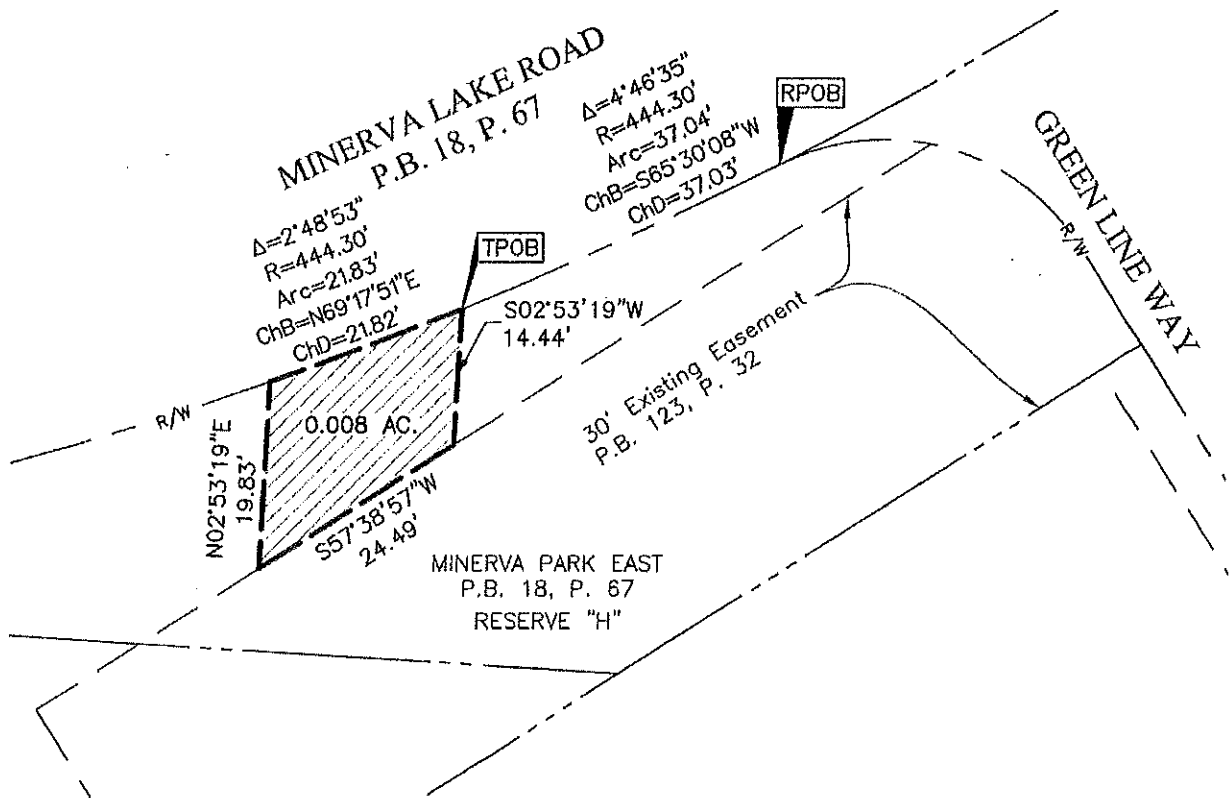 MINERVA LAKE ROAD
P.B. 18, P. 67
Δ=4°46'35"
R=444.30'
Arc=37.04'
ChB=S65°30'08"W
ChD=37.03'
RPOB
GREEN LINE WAY
R/W
Δ=2°48'53"
R=444.30'
Arc=21.83'
ChB=N69°17'51"E
ChD=21.82'
TPOB
S02°53'19"W
14.44'
30' Existing Easement
P.B. 123, P. 32
R/W
0.008 AC.
N02°53'19"E
19.83'
S57°38'57"W
24.49'
MINERVA PARK EAST
P.B. 18, P. 67
RESERVE "H"